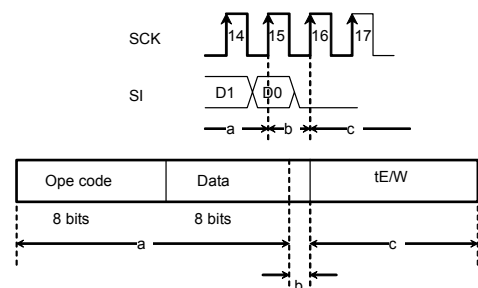 SCK 14 15 16 17
SI D1 D0
a b c
Ope code Data tE/W
8 bits 8 bits
a c
b